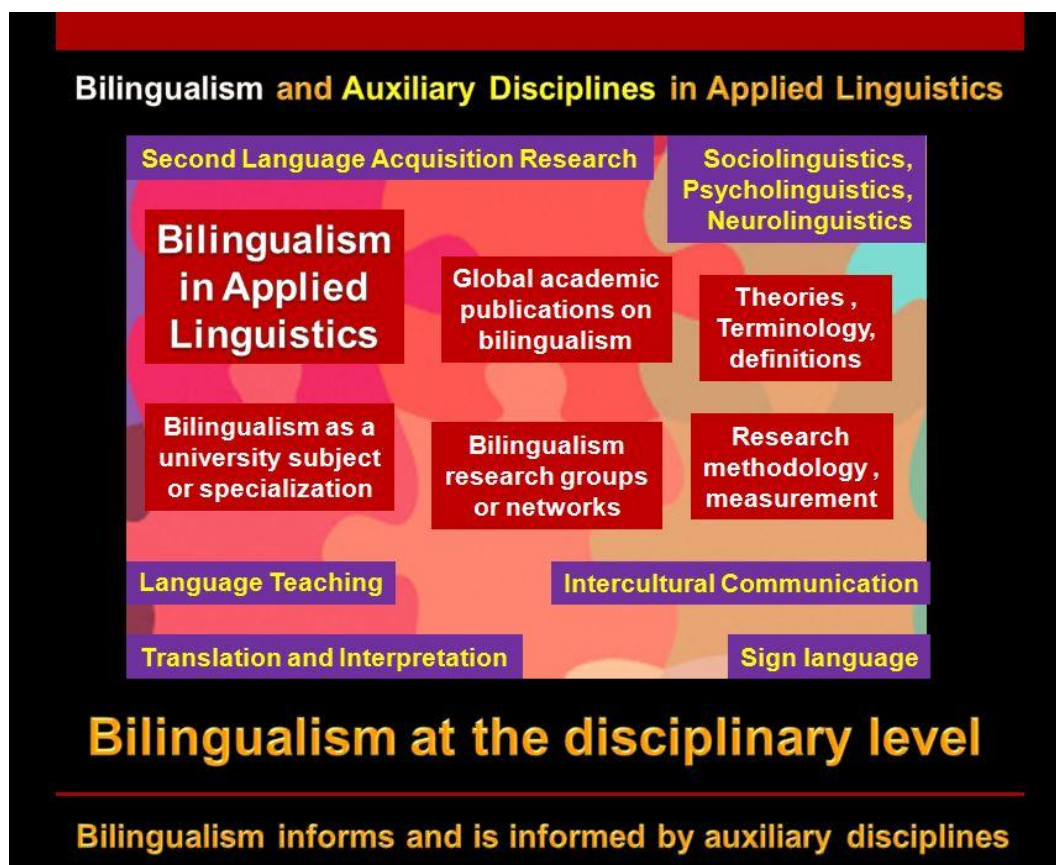 Bilingualism and Auxiliary Disciplines in Applied Linguistics
Second Language Acquisition Research
Sociolinguistics,
Psycholinguistics,
Neurolinguistics
Bilingualism
in Applied
Linguistics
Global academic
publications on
bilingualism
Theories ,
Terminology,
definitions
Bilingualism as a
university subject
or specialization
Bilingualism
research groups
or networks
Research
methodology ,
measurement
Language Teaching
Intercultural Communication
Translation and Interpretation
Sign language
Bilingualism at the disciplinary level
Bilingualism informs and is informed by auxiliary disciplines